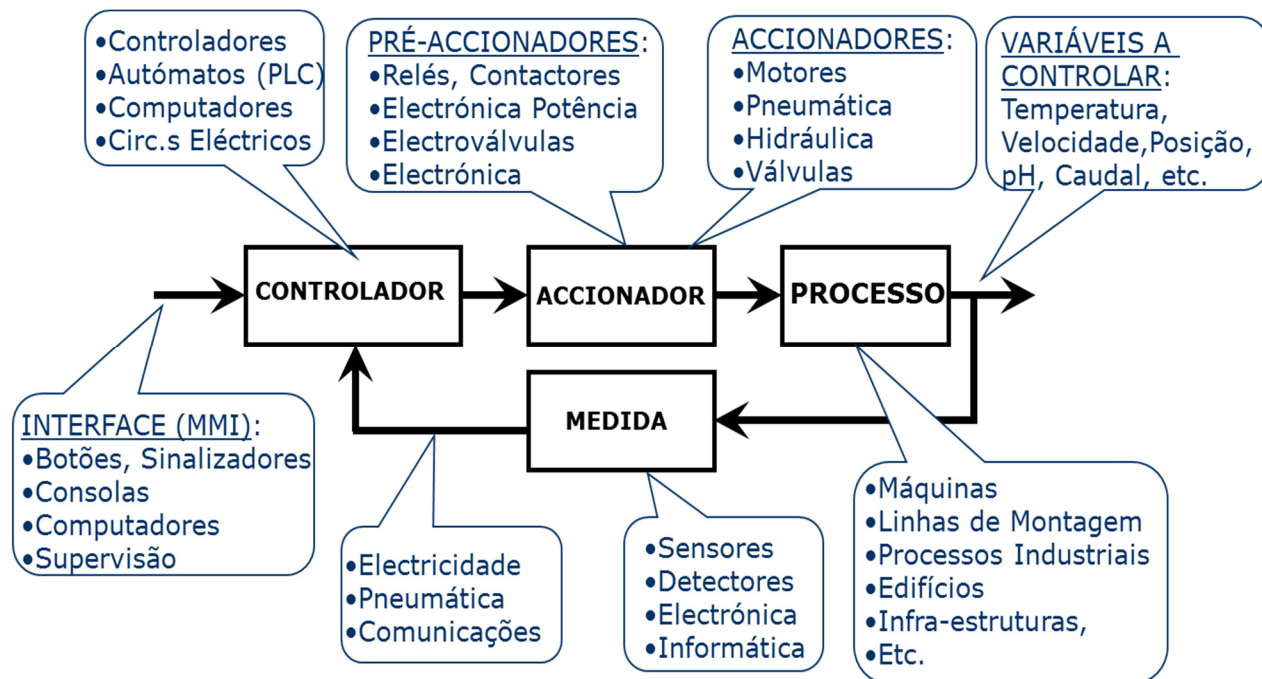 •Controladores
•Autómatos (PLC)
•Computadores
•Circ.s Eléctricos
PRÉ-ACCIONADORES:
•Relés, Contactores
•Electrónica Potência
•Electroválvulas
•Electrónica
ACCIONADORES:
•Motores
•Pneumática
•Hidráulica
•Válvulas
VARIÁVEIS A
CONTROLAR:
Temperatura,
Velocidade,Posição,
pH, Caudal, etc.
CONTROLADOR
ACCIONADOR
PROCESSO
MEDIDA
INTERFACE (MMI):
•Botões, Sinalizadores
•Consolas
•Computadores
•Supervisão
•Electricidade
•Pneumática
•Comunicações
•Sensores
•Detectores
•Electrónica
•Informática
•Máquinas
•Linhas de Montagem
•Processos Industriais
•Edifícios
•Infra-estruturas,
•Etc.